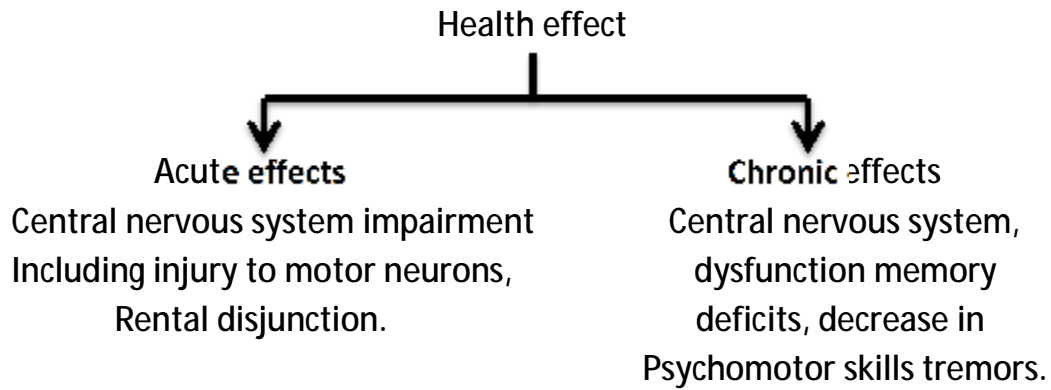 Health effect
Acute effects
Central nervous system impairment
Including injury to motor neurons,
Rental disjunction.
Chronic effects
Central nervous system,
dysfunction memory
deficits, decrease in
Psychomotor skills tremors.